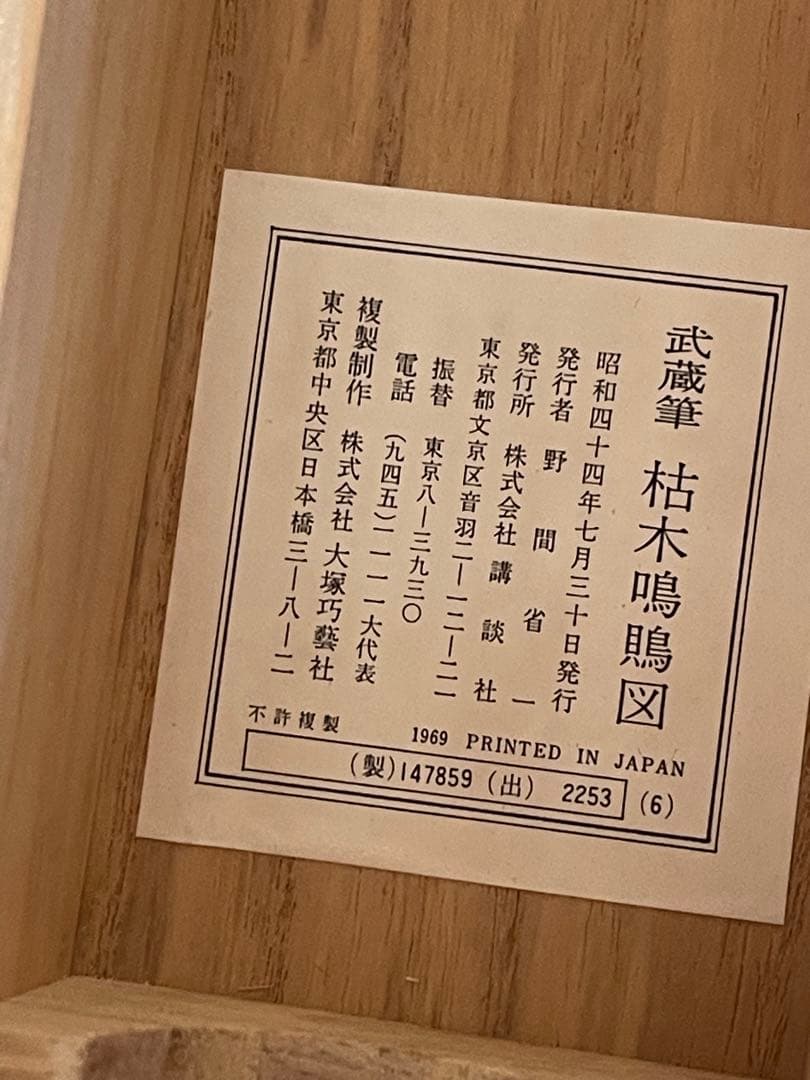 武蔵筆 枯木鳴鵙図
昭和四十四年七月三十日発行
発行者 野間省一
発行所 株式会社 講談社
東京都文京区音羽二―一二―二一
振替 東京八―三九三〇
電話 (九四五)一一一一大代表
複製制作 株式会社 大塚巧藝社
東京都中央区日本橋三―八―二
不許複製
1969 PRINTED IN JAPAN
(製)147859 (出) 2253 (6)